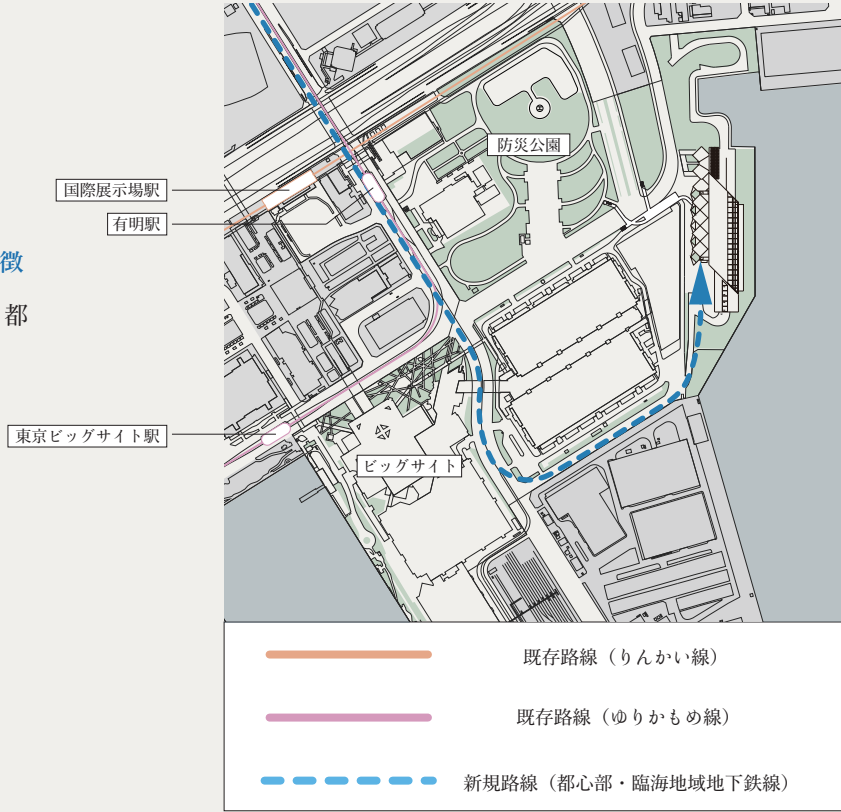 防災公園
国際展示場駅
有明駅
徴
都
東京ビッグサイト駅
ビッグサイト
既存路線（りんかい線）
既存路線（ゆりかもめ線）
新規路線（都心部・臨海地域地下鉄線）